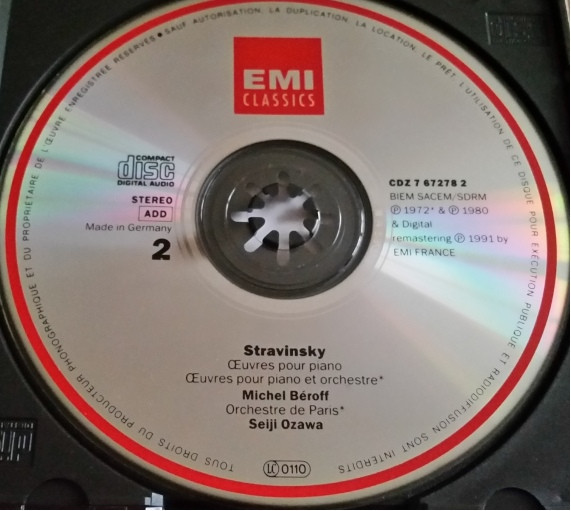 EMI
CLASSICS
COMPACT
disc
DIGITAL AUDIO
STEREO
ADD
Made in Germany
2
CDZ 7 67278 2
BIEM SACEM/SDRM
℗ 1972* & ℗ 1980
& Digital
remastering ℗ 1991 by
EMI FRANCE
Stravinsky
Œuvres pour piano
Œuvres pour piano et orchestre*
Michel Béroff
Orchestre de Paris*
Seiji Ozawa
LC 0110
TOUS DROITS DU PRODUCTEUR PHONOGRAPHIQUE ET DU PROPRIETAIRE DE L'ŒUVRE ENREGISTREE RESERVES • SAUF AUTORISATION, LA DUPLICATION, LA LOCATION, LE PRET, L'UTILISATION DE CE DISQUE POUR EXECUTION PUBLIQUE ET RADIODIFFUSION SONT INTERDITS